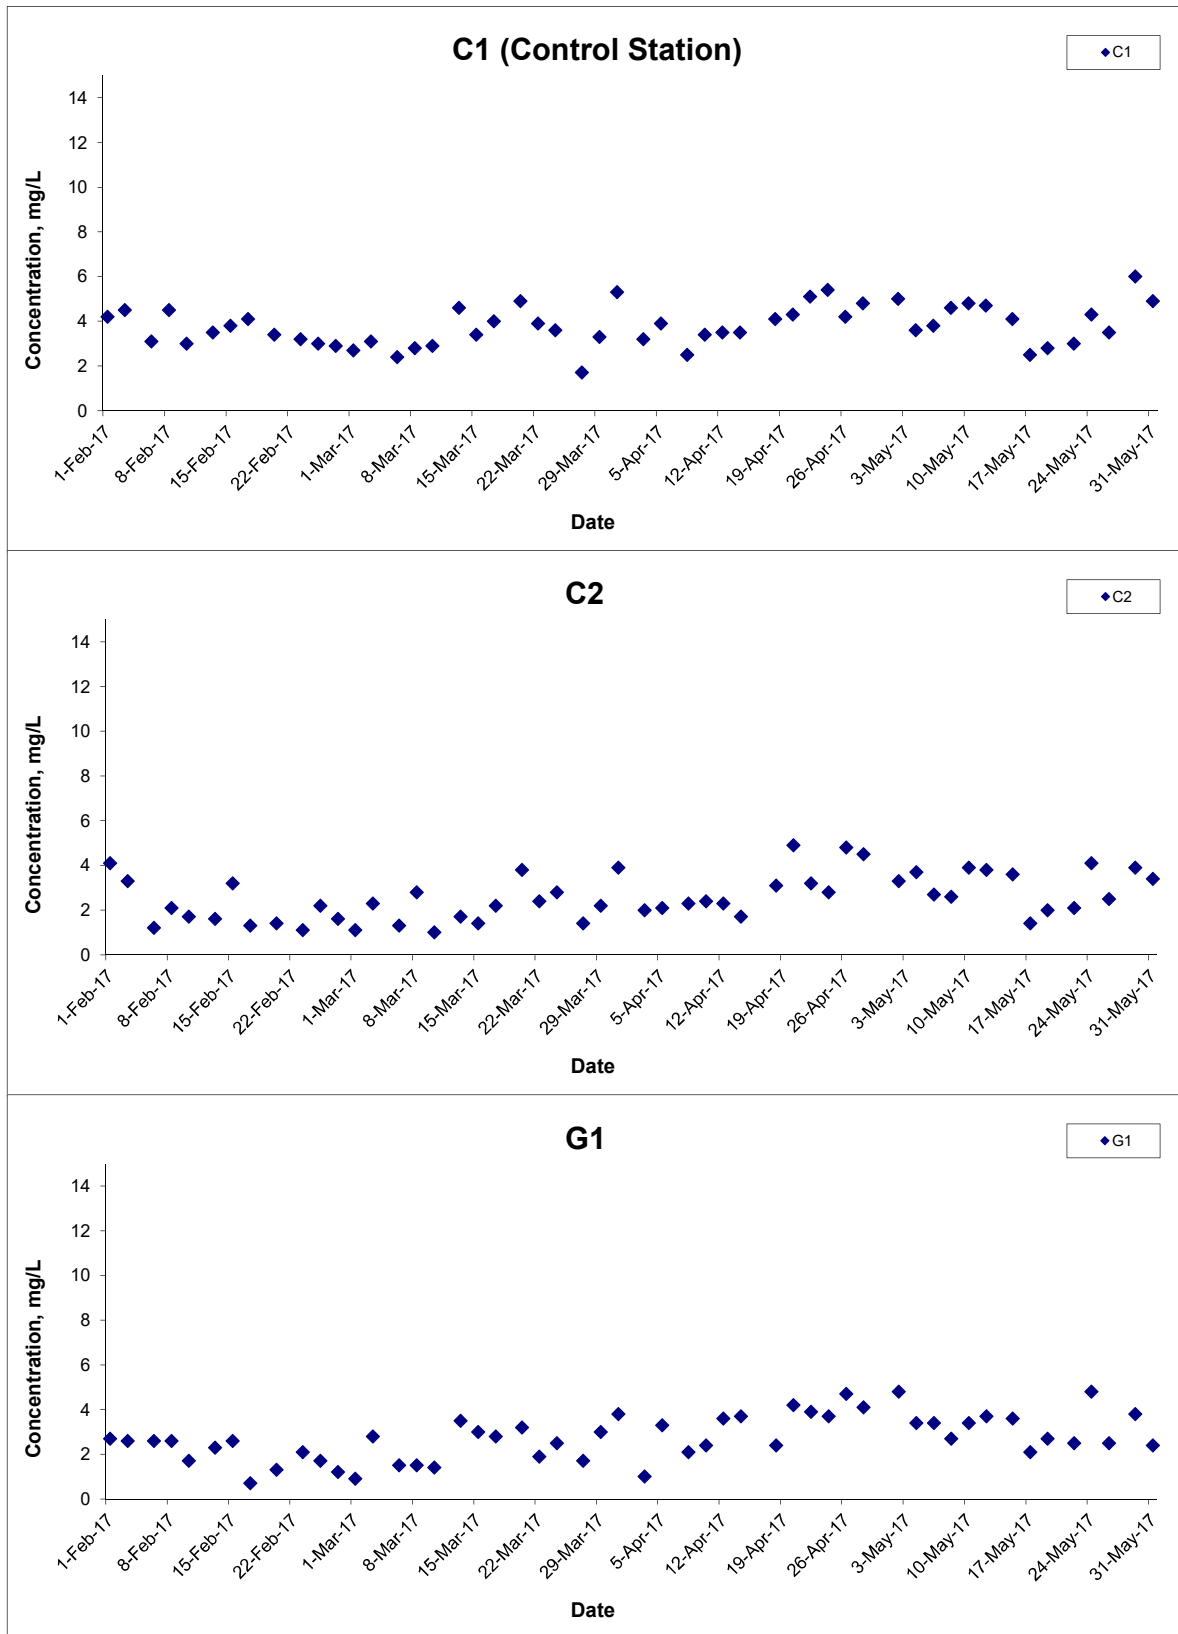 C1 (Control Station)
C1
14
12
10
8
6
4
2
0
Concentration, mg/L
1-Feb-17
8-Feb-17
15-Feb-17
22-Feb-17
1-Mar-17
8-Mar-17
15-Mar-17
22-Mar-17
29-Mar-17
5-Apr-17
12-Apr-17
19-Apr-17
26-Apr-17
3-May-17
10-May-17
17-May-17
24-May-17
31-May-17
Date
C2
C2
14
12
10
8
6
4
2
0
Concentration, mg/L
1-Feb-17
8-Feb-17
15-Feb-17
22-Feb-17
1-Mar-17
8-Mar-17
15-Mar-17
22-Mar-17
29-Mar-17
5-Apr-17
12-Apr-17
19-Apr-17
26-Apr-17
3-May-17
10-May-17
17-May-17
24-May-17
31-May-17
Date
G1
G1
14
12
10
8
6
4
2
0
Concentration, mg/L
1-Feb-17
8-Feb-17
15-Feb-17
22-Feb-17
1-Mar-17
8-Mar-17
15-Mar-17
22-Mar-17
29-Mar-17
5-Apr-17
12-Apr-17
19-Apr-17
26-Apr-17
3-May-17
10-May-17
17-May-17
24-May-17
31-May-17
Date